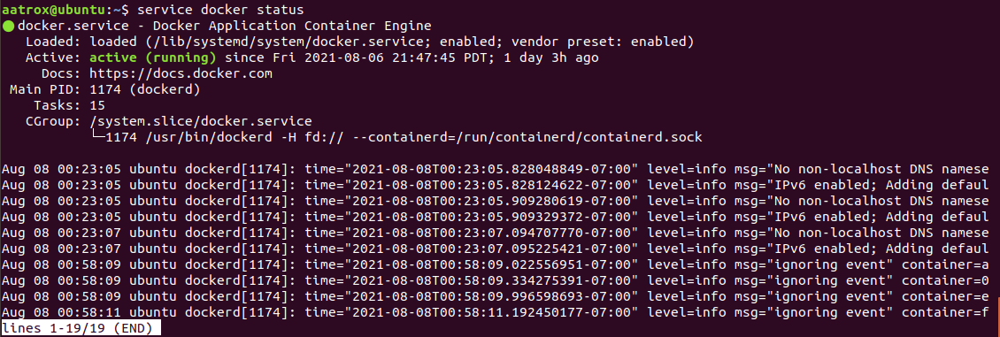 aatrox@ubuntu:~$ service docker status
● docker.service - Docker Application Container Engine
   Loaded: loaded (/lib/systemd/system/docker.service; enabled; vendor preset: enabled)
   Active: active (running) since Fri 2021-08-06 21:47:45 PDT; 1 day 3h ago
     Docs: https://docs.docker.com
 Main PID: 1174 (dockerd)
    Tasks: 15
   CGroup: /system.slice/docker.service
           └─1174 /usr/bin/dockerd -H fd:// --containerd=/run/containerd/containerd.sock

Aug 08 00:23:05 ubuntu dockerd[1174]: time="2021-08-08T00:23:05.828048849-07:00" level=info msg="No non-localhost DNS namese
Aug 08 00:23:05 ubuntu dockerd[1174]: time="2021-08-08T00:23:05.828124622-07:00" level=info msg="IPv6 enabled; Adding defaul
Aug 08 00:23:05 ubuntu dockerd[1174]: time="2021-08-08T00:23:05.909280619-07:00" level=info msg="No non-localhost DNS namese
Aug 08 00:23:05 ubuntu dockerd[1174]: time="2021-08-08T00:23:05.909329372-07:00" level=info msg="IPv6 enabled; Adding defaul
Aug 08 00:23:07 ubuntu dockerd[1174]: time="2021-08-08T00:23:07.094707770-07:00" level=info msg="No non-localhost DNS namese
Aug 08 00:23:07 ubuntu dockerd[1174]: time="2021-08-08T00:23:07.095225421-07:00" level=info msg="IPv6 enabled; Adding defaul
Aug 08 00:58:09 ubuntu dockerd[1174]: time="2021-08-08T00:58:09.022556951-07:00" level=info msg="ignoring event" container=a
Aug 08 00:58:09 ubuntu dockerd[1174]: time="2021-08-08T00:58:09.334275391-07:00" level=info msg="ignoring event" container=0
Aug 08 00:58:09 ubuntu dockerd[1174]: time="2021-08-08T00:58:09.996598693-07:00" level=info msg="ignoring event" container=e
Aug 08 00:58:11 ubuntu dockerd[1174]: time="2021-08-08T00:58:11.192450177-07:00" level=info msg="ignoring event" container=f
lines 1-19/19 (END)